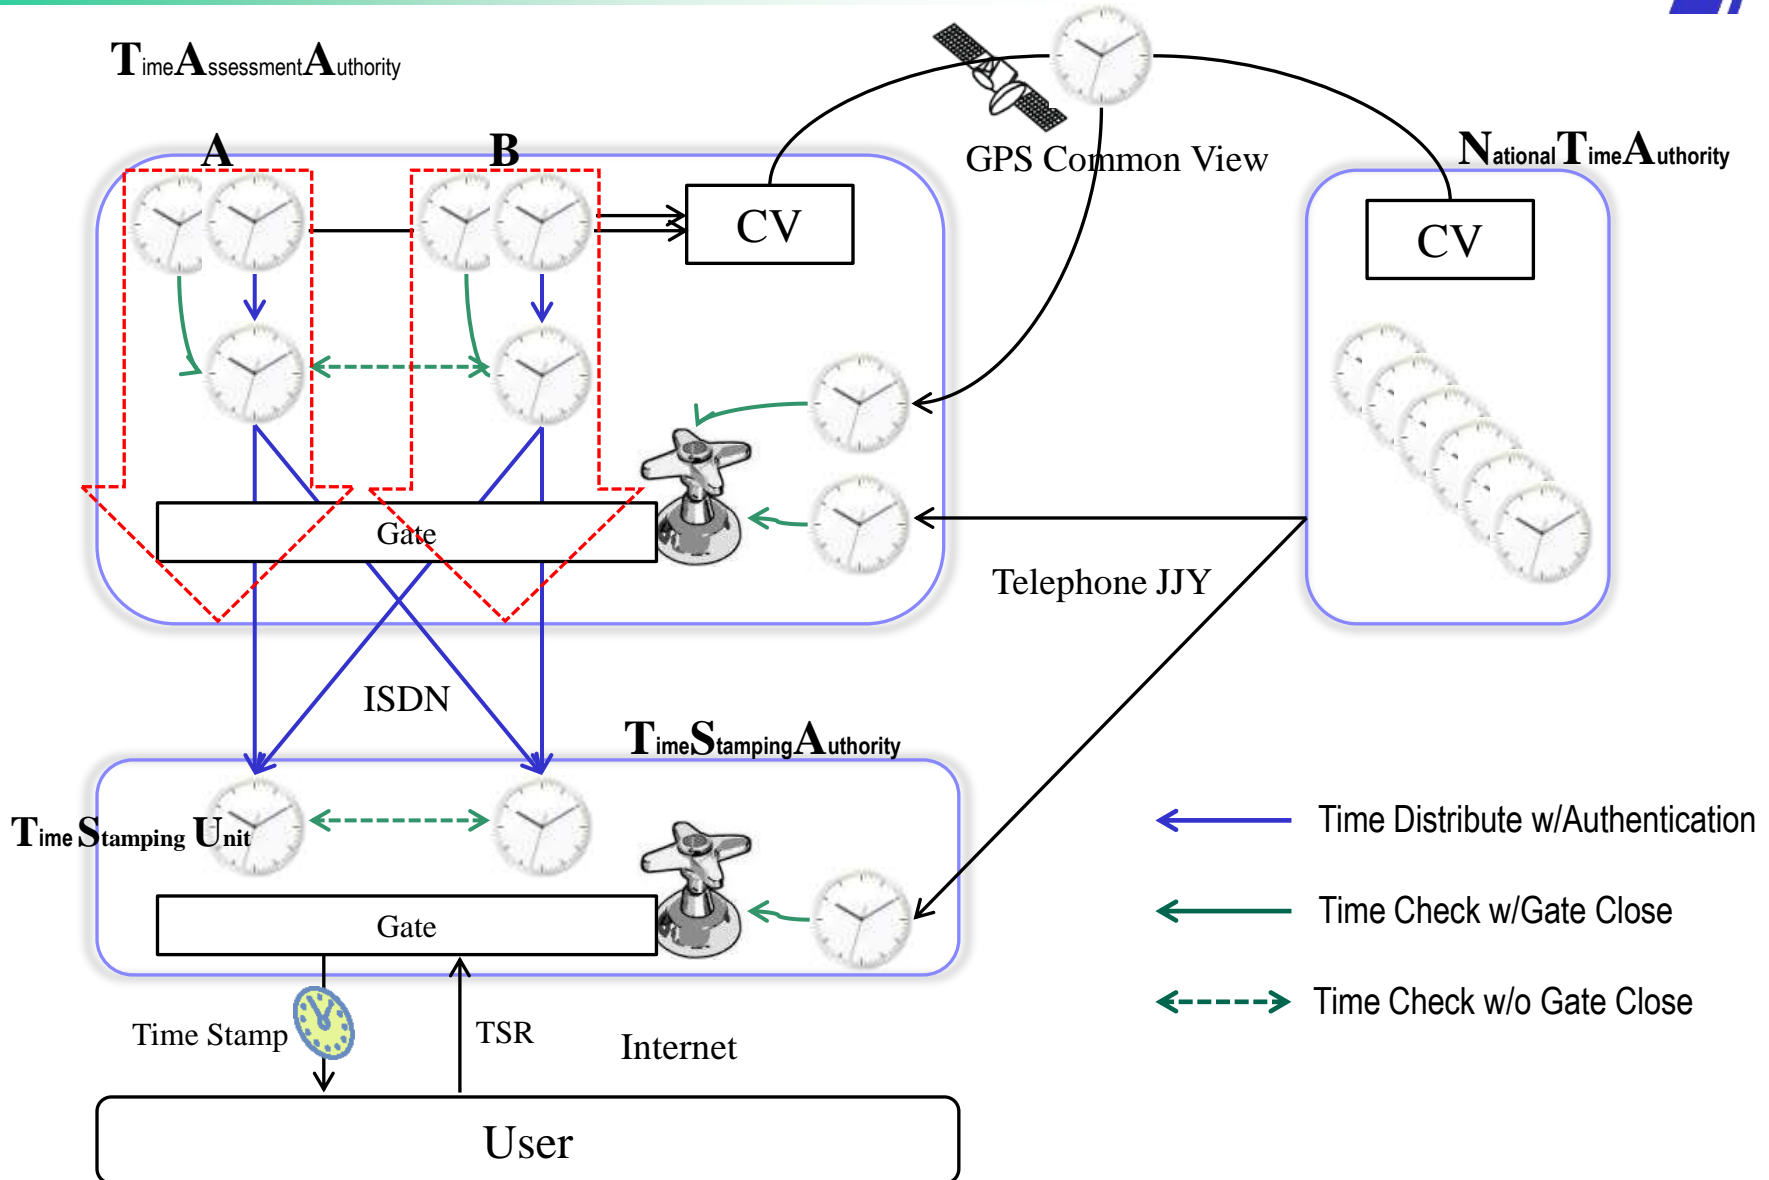 TimeAssessmentAuthority
A
B
GPS Common View
NationalTimeAuthority
CV
CV
Gate
Telephone JJY
ISDN
TimeStampingAuthority
Time Stamping Unit
Gate
Time Distribute w/Authentication
Time Check w/Gate Close
Time Check w/o Gate Close
Time Stamp
TSR
Internet
User